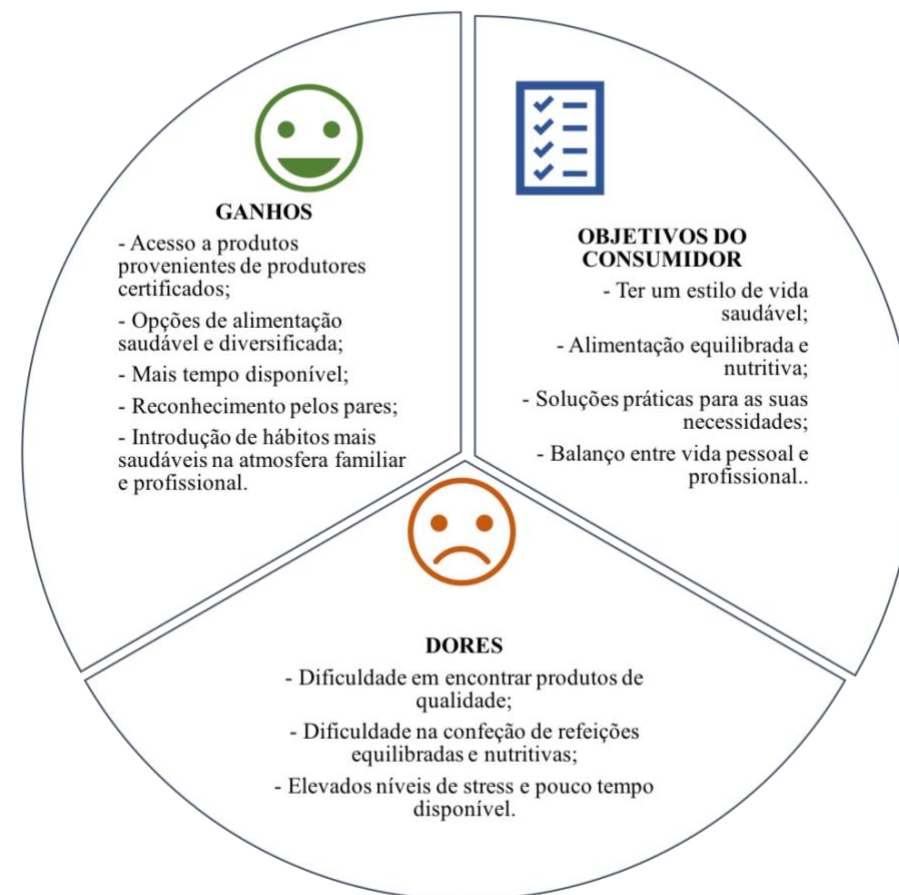 GANHOS
- Acesso a produtos
provenientes de produtores
certificados;
- Opções de alimentação
saudável e diversificada;
- Mais tempo disponível;
- Reconhecimento pelos pares;
- Introdução de hábitos mais
saudáveis na atmosfera familiar
e profissional.
OBJETIVOS DO
CONSUMIDOR
- Ter um estilo de vida
saudável;
- Alimentação equilibrada e
nutritiva;
- Soluções práticas para as suas
necessidades;
- Balanço entre vida pessoal e
profissional..
DORES
- Dificuldade em encontrar produtos de
qualidade;
- Dificuldade na confeção de refeições
equilibradas e nutritivas;
- Elevados níveis de stress e pouco tempo
disponível.